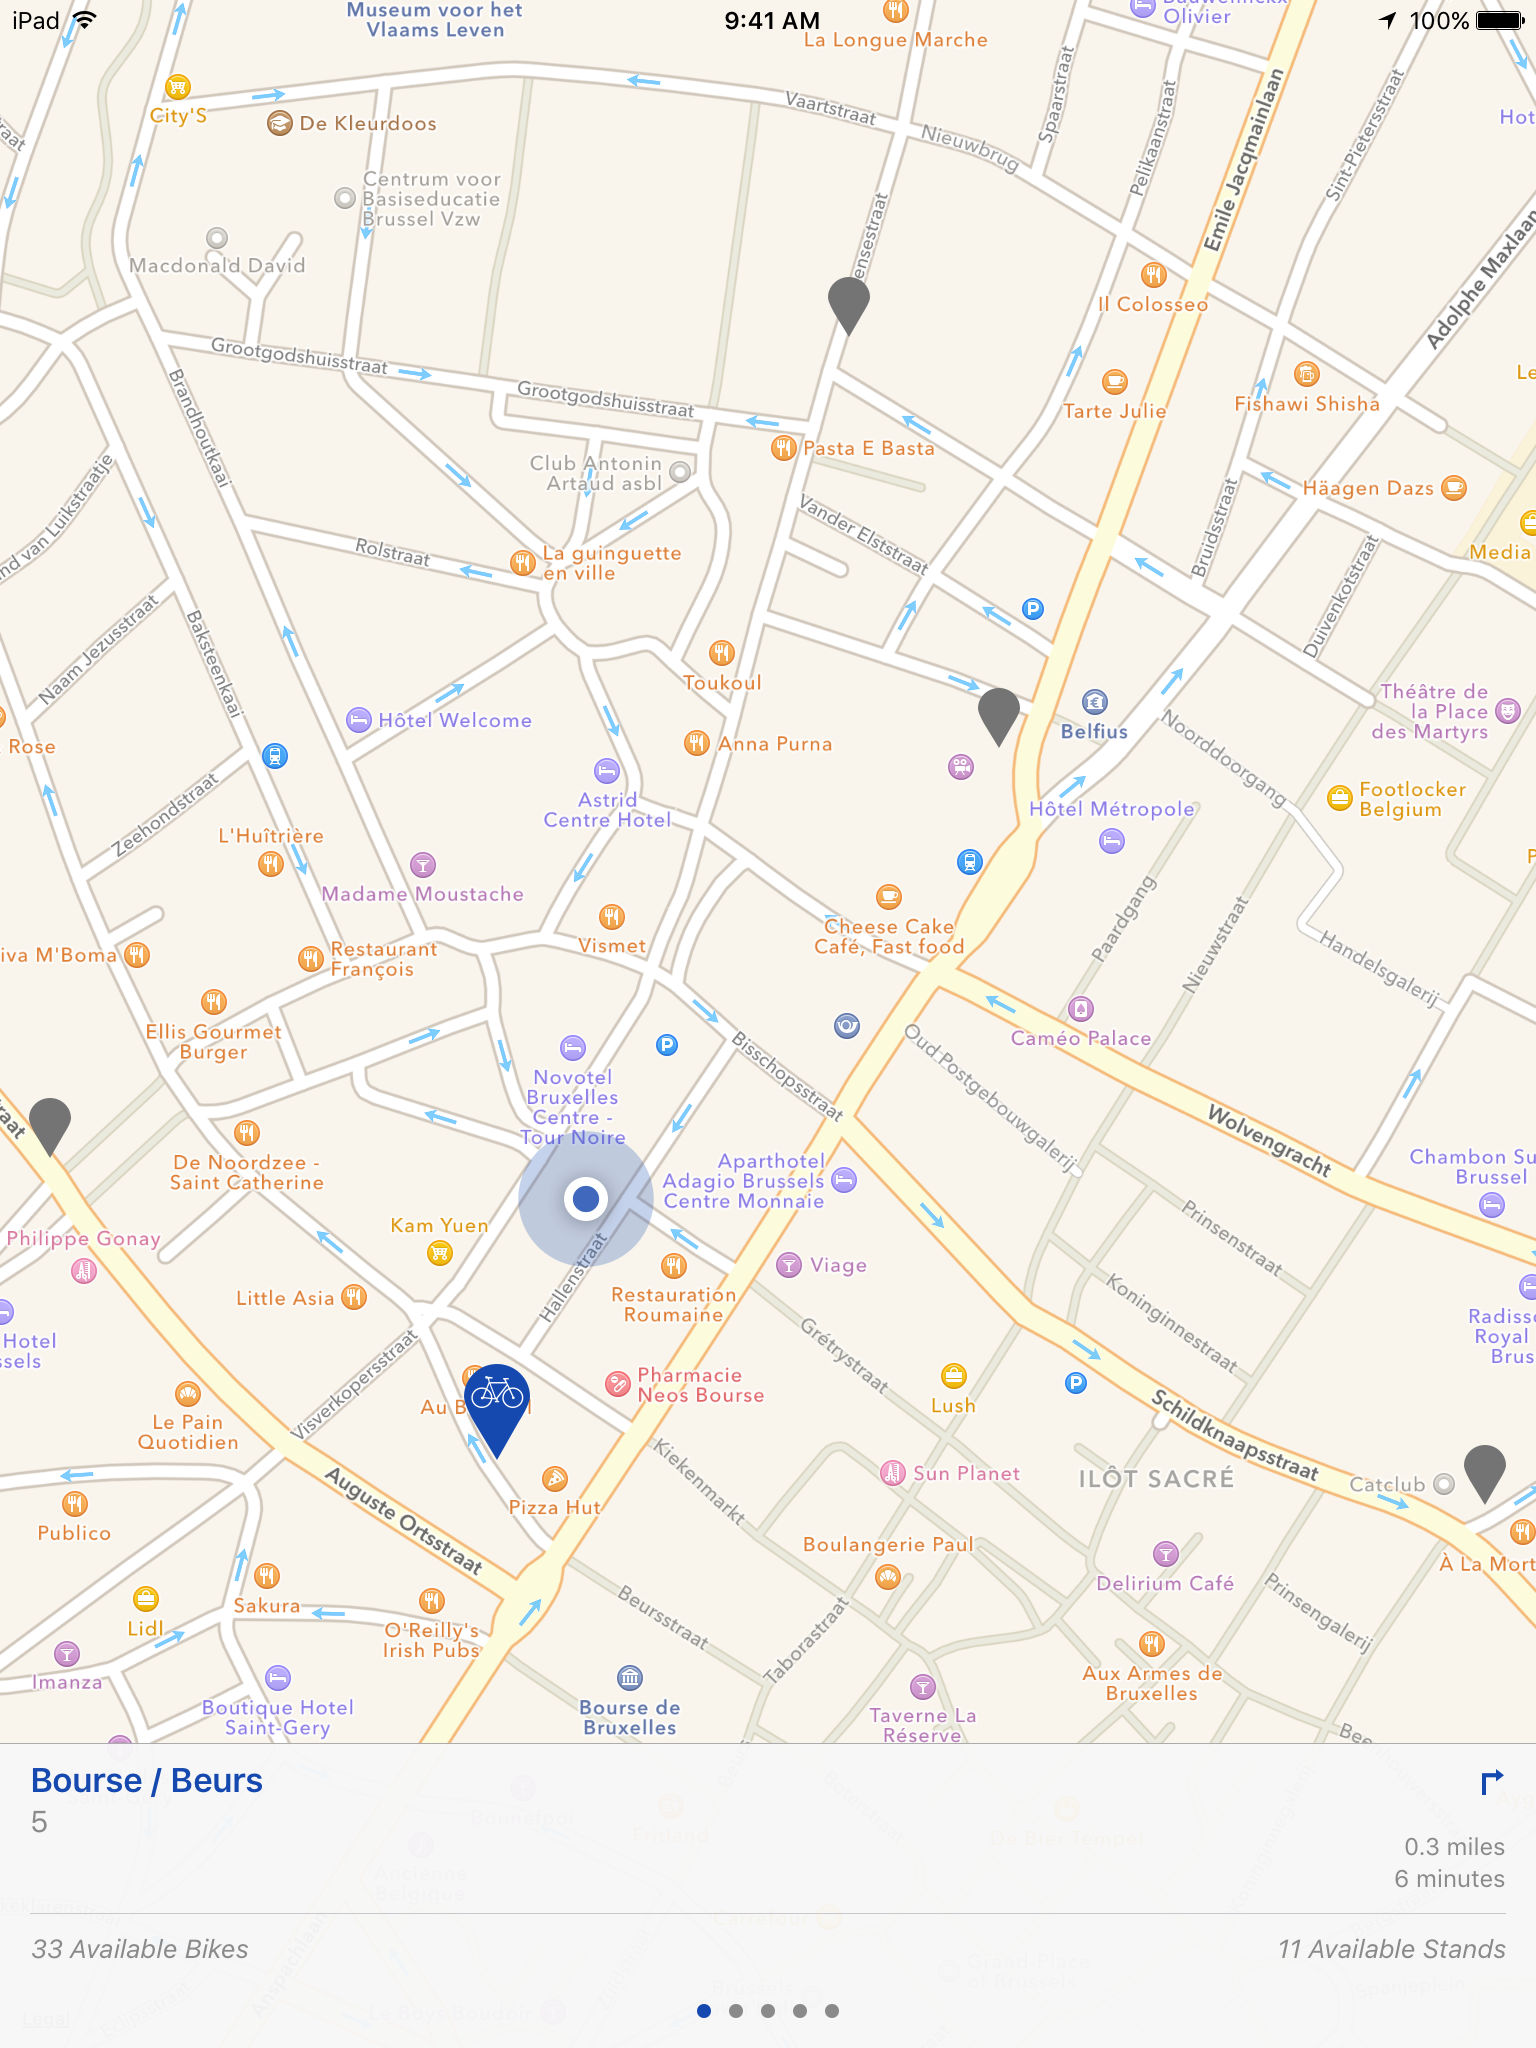 iPad
9:41 AM
100%
Museum voor het
Vlaams Leven
La Longue Marche
Olivier
City'S
De Kleurdoos
Vaartstraat
Nieuwbrug
Spaarstraat
Pelikaanstraat
Emile Jacqmainlaan
Sint-Pietersstraat
Hot
Centrum voor
Basiseducatie
Brussel Vzw
Macdonald David
ensestraat
Il Colosseo
Adolphe Maxlaan
Grootgodshuisstraat
Grootgodshuisstraat
Brandhoutkaai
Tarte Julie
Fishawi Shisha
Le
Pasta E Basta
Club Antonin
Artaud asbl
Häagen Dazs
nd van Luikstraatje
Vander Elststraat
Bruidsstraat
Duivenkotstraat
Media
Rolstraat
La guinguette
en ville
Naam Jezusstraat
Baksteenkaai
Toukoul
Théâtre de
la Place
des Martyrs
Rose
Hôtel Welcome
Anna Purna
Belfius
Noorddoorgang
Zeehondstraat
Astrid
Centre Hotel
Hôtel Métropole
Footlocker
Belgium
L'Huîtrière
Madame Moustache
Cheese Cake
Café, Fast food
Paardgang
Nieuwstraat
Handelsgalerij
iva M'Boma
Restaurant
François
Vismet
Ellis Gourmet
Burger
Caméo Palace
Novotel
Bruxelles
Centre -
Tour Noire
Bisschopsstraat
Oud Postgebouwgalerij
Wolvengracht
raat
De Noordzee -
Saint Catherine
Aparthotel
Adagio Brussels
Centre Monnaie
Chambon Su
Brussel
Philippe Gonay
Kam Yuen
Hallenstraat
Viage
Prinsenstraat
Little Asia
Restauration
Roumaine
Koninginnestraat
Hotel
ssels
Radisso
Royal
Brus
Visverkopersstraat
Grétrystraat
Pharmacie
Neos Bourse
Lush
Le Pain
Quotidien
Au B
Schildknaapsstraat
Auguste Ortsstraat
Kiekenmarkt
Sun Planet
ILÔT SACRÉ
Catclub
Publico
Pizza Hut
Boulangerie Paul
À La Mort
Delirium Café
Lidl
Sakura
O'Reilly's
Irish Pubs
Beursstraat
Taborastraat
Prinsengalerij
Imanza
Boutique Hotel
Saint-Gery
Bourse de
Bruxelles
Taverne La
Réserve
Aux Armes de
Bruxelles
Bourse / Beurs
5
0.3 miles
6 minutes
33 Available Bikes
11 Available Stands
Legal